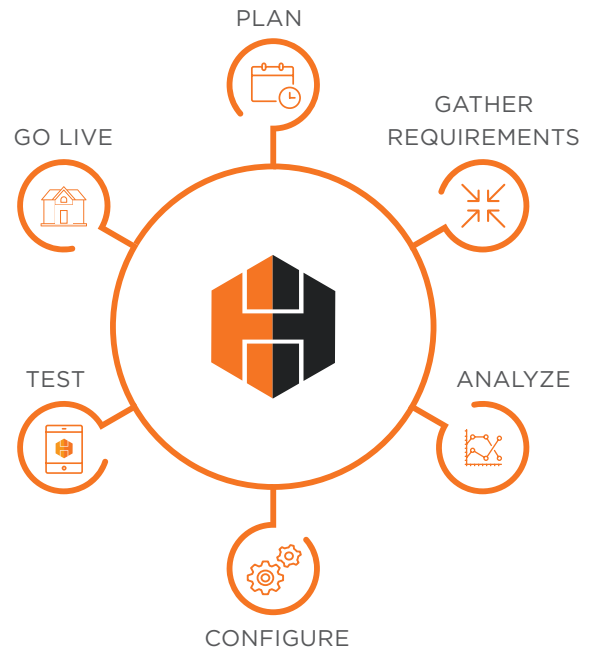 PLAN
GATHER
REQUIREMENTS
ANALYZE
CONFIGURE
TEST
GO LIVE